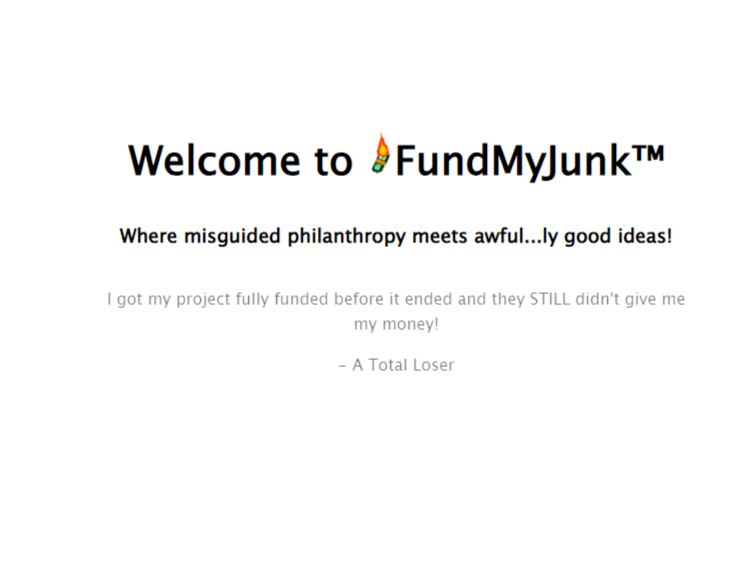 Welcome to FundMyJunk™
Where misguided philanthropy meets awful...ly good ideas!
I got my project fully funded before it ended and they STILL didn't give me
my money!
– A Total Loser